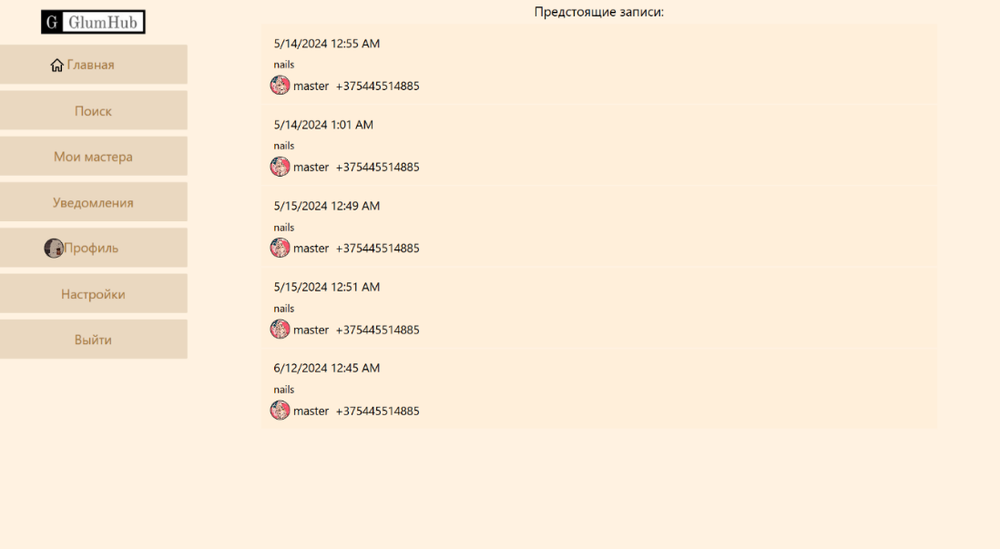 G GlumHub
Главная
Поиск
Мои мастера
Уведомления
Профиль
Настройки
Выйти
Предстоящие записи:
5/14/2024 12:55 AM
nails
master +375445514885
5/14/2024 1:01 AM
nails
master +375445514885
5/15/2024 12:49 AM
nails
master +375445514885
5/15/2024 12:51 AM
nails
master +375445514885
6/12/2024 12:45 AM
nails
master +375445514885